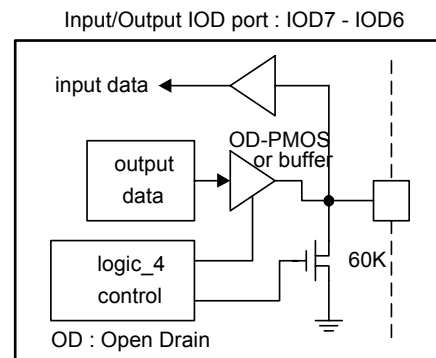 Input/Output IOD port : IOD7 - IOD6
input data
OD-PMOS
or buffer
output
data
logic_4
control
60K
OD : Open Drain